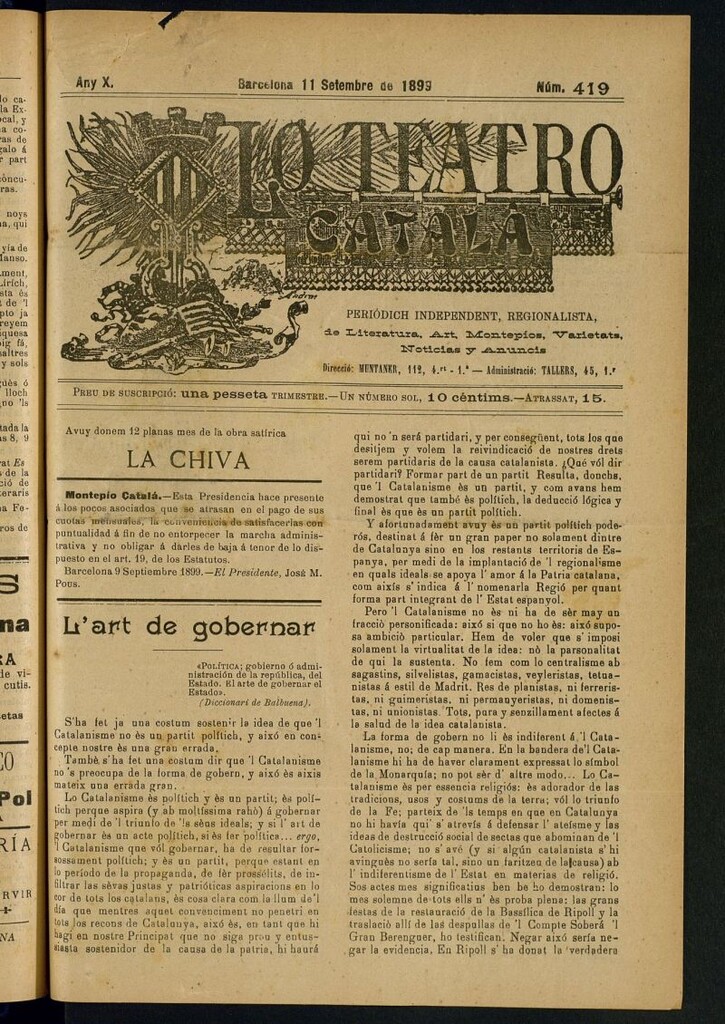 Any X.
Barcelona 11 Setembre de 1899
Núm. 419
LO TEATRO
CATALÁ
PERIÓDICH INDEPENDENT, REGIONALISTA,
de Literatura, Art, Montepios, Varietats,
Noticias y Anuncis
Direcció: MUNTANER, 112, 4.rt - 1.ª — Administració: TALLERS, 45, 1.r
PREU DE SUSCRIPCIÓ: una pesseta TRIMESTRE.—UN NÚMERO SOL, 10 céntims.—ATRASSAT, 15.
Avuy donem 12 planas mes de la obra satírica
LA CHIVA
Montepío Catalá.—Esta Presidencia hace presente
á los pocos asociados que se atrasan en el pago de sus
cuotas mensuales, la conveniencia de satisfacerlas con
puntualidad á fin de no entorpecer la marcha adminis-
trativa y no obligar á darles de baja á tenor de lo dis-
puesto en el art. 19, de los Estatutos.
Barcelona 9 Septiembre 1899.—El Presidente, José M.
Pous.
L'art de gobernar
«POLÍTICA; gobierno ó admi-
nistración de la república, del
Estado. El arte de gobernar el
Estado».
(Diccionari de Balbuena).
S'ha fet ja una costum sostenir la idea de que 'l
Catalanisme no ès un partit polítich, y aixó en con-
cepte nostre ès una gran errada.
També s'ha fet una costum dir que 'l Catalanisme
no 's preocupa de la forma de gobern, y aixó ès aixis
mateix una errada gran.
Lo Catalanisme ès polítich y ès un partit; ès polí-
tich perque aspira (y ab moltíssima rahó) á gobernar
per medi de 'l triunfo de 'ls sèus ideals; y si l' art de
gobernar ès un acte polítich, si ès fer política... ergo,
'l Catalanisme que vól gobernar, ha de resultar for-
sossament polítich; y ès un partit, perque estant en
lo período de la propaganda, de fèr prossélits, de in-
filtrar las sèvas justas y patrióticas aspiracions en lo
cor de tots los catalans, ès cosa clara com la llum de'l
día que mentres aquet convenciment no penetri en
tots los recons de Catalunya, aixó ès, en tant que hi
hagi en nostre Principat que no siga prou y entus-
siasta sostenidor de la causa de la patria, hi haurá
qui no 'n será partidari, y per consegüent, tots los que
desitjem y volem la reivindicació de nostres drets
serem partidaris de la causa catalanista. ¿Qué vól dir
partidari? Formar part de un partit Resulta, donchs,
que 'l Catalanisme ès un partit, y com avans hem
demostrat que també ès polítich, la deducció lógica y
final ès que ès un partit polítich.
Y afortunadament avuy ès un partit polítich pode-
rós, destinat á fer un gran paper no solament dintre
de Catalunya sino en los restants territoris de Es-
panya, per medi de la implantació de 'l regionalisme
en quals ideals se apoya l' amor á la Patria catalana,
com aixís s' indica á l' nomenarla Regió per quant
forma part integrant de l' Estat espanyol.
Pero 'l Catalanisme no ès ni ha de sèr may un
fracció personificada: aixó si que no ho ès: aixó supo-
sa ambició particular. Hem de voler que s' imposi
solament la virtualitat de la idea: nó la parsonalitat
de qui la sustenta. No fem com lo centralisme ab
sagastins, silvelistas, gamacistas, veyleristas, tetua-
nistas á estil de Madrit. Res de planistas, ni ferreris-
tas, ni guimeristas, ni permanyeristas, ni domenis-
tas, ni unionistas. Tots, pura y senzillament afectes á
la salud de la idea catalanista.
La forma de gobern no li ès indiferent á 'l Cata-
lanisme, no; de cap manera. En la bandera de'l Cata-
lanisme hi ha de haver clarament expressat lo símbol
de la Monarquía; no pot sèr d' altre modo... Lo Ca-
talanisme ès per essencia religiós: ès adorador de las
tradicions, usos y costums de la terra; vól lo triunfo
de la Fe; parteix de 'ls temps en que en Catalunya
no hi havía qui' s' atrevís á defensar l' ateísme y las
ideas de destrucció social de sectas que abominan de 'l
Catolicisme; no s' avé (y si algún catalanista s' hi
avingués no sería tal, sino un fariseu de la causa) ab
l' indiferentisme de l' Estat en materias de religió.
Sos actes mes significatius ben be ho demostran: lo
mes solemne de tots ells n' ès proba plena: las grans
festas de la restauració de la Bassílica de Ripoll y la
traslació allí de las despullas de 'l Compte Soberá 'l
Gran Berenguer, ho testifican. Negar aixó sería ne-
gar la evidencia. En Ripoll s' ha donat la 'verdadera